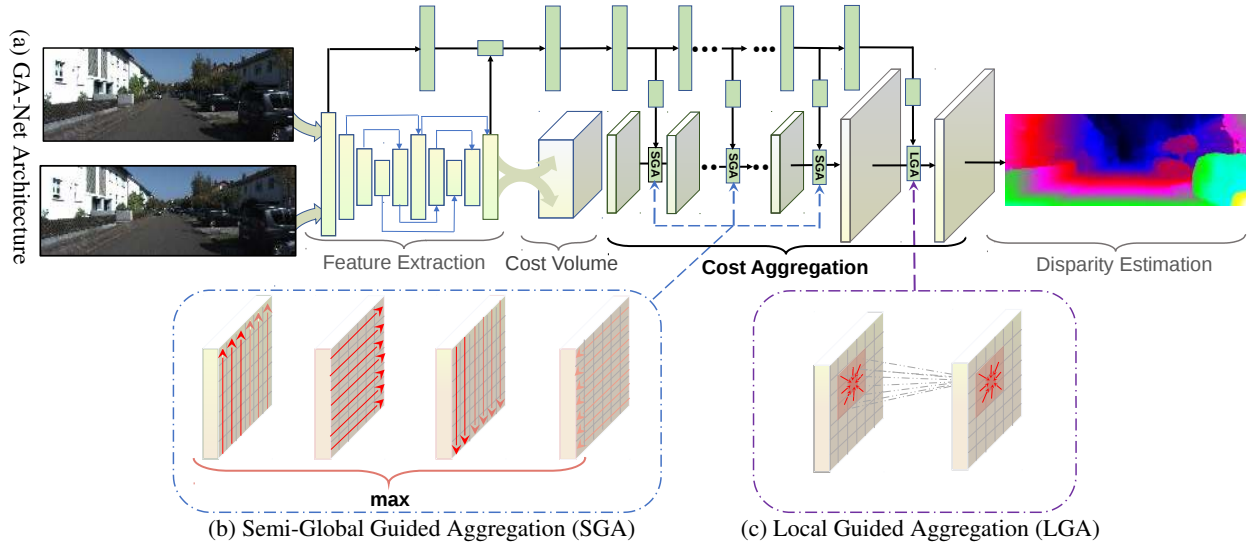 (a) GA-Net Architecture
SGA
SGA
SGA
LGA
Feature Extraction
Cost Volume
Cost Aggregation
Disparity Estimation
max
(b) Semi-Global Guided Aggregation (SGA)
(c) Local Guided Aggregation (LGA)